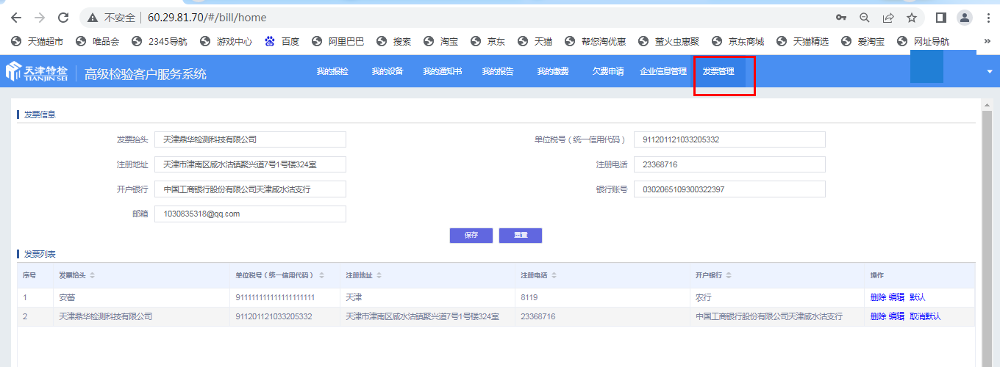 不安全 60.29.81.70/#/bill/home
天猫超市 唯品会 2345导航 游戏中心 百度 阿里巴巴 搜索 淘宝 京东 天猫 帮您淘优惠 萤火虫惠聚 京东商城 天猫精选 爱淘宝 网址导航 »
天津特检 TIANJIN SEI 高级检验客户服务系统 我的报检 我的设备 我的通知书 我的报告 我的缴费 欠费申请 企业信息管理 发票管理
发票信息
发票抬头 天津鼎华检测科技有限公司 单位税号（统一信用代码） 911201121033205332
注册地址 天津市津南区咸水沽镇聚兴道7号1号楼324室 注册电话 23368716
开户银行 中国工商银行股份有限公司天津咸水沽支行 银行账号 0302065109300322397
邮箱 1030835318@qq.com
保存 重置
发票列表
序号 发票抬头 单位税号（统一信用代码） 注册地址 注册电话 开户银行 操作
1 安蕾 911111111111111111111 天津 8119 农行 删除 编辑 默认
2 天津鼎华检测科技有限公司 911201121033205332 天津市津南区咸水沽镇聚兴道7号1号楼324室 23368716 中国工商银行股份有限公司天津咸水沽支行 删除 编辑 取消默认